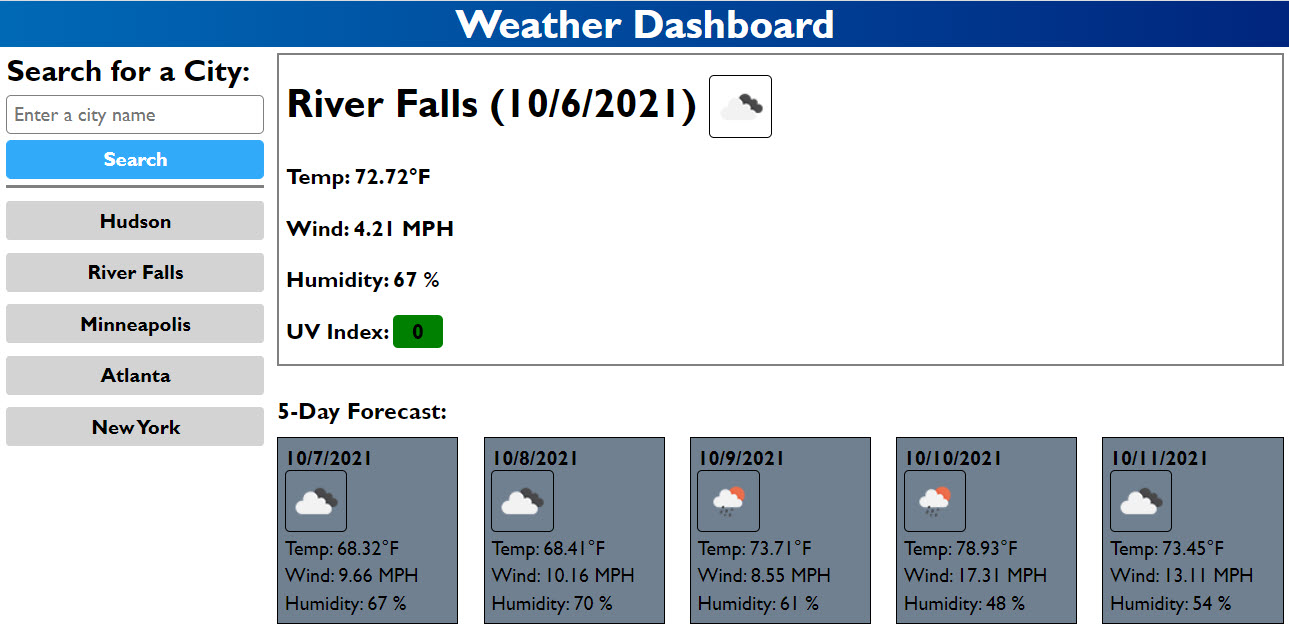 Weather Dashboard
Search for a City:
Enter a city name
Search
Hudson
River Falls
Minneapolis
Atlanta
New York
River Falls (10/6/2021)
Temp: 72.72°F
Wind: 4.21 MPH
Humidity: 67 %
UV Index: 0
5-Day Forecast:
10/7/2021
Temp: 68.32°F
Wind: 9.66 MPH
Humidity: 67 %
10/8/2021
Temp: 68.41°F
Wind: 10.16 MPH
Humidity: 70 %
10/9/2021
Temp: 73.71°F
Wind: 8.55 MPH
Humidity: 61 %
10/10/2021
Temp: 78.93°F
Wind: 17.31 MPH
Humidity: 48 %
10/11/2021
Temp: 73.45°F
Wind: 13.11 MPH
Humidity: 54 %